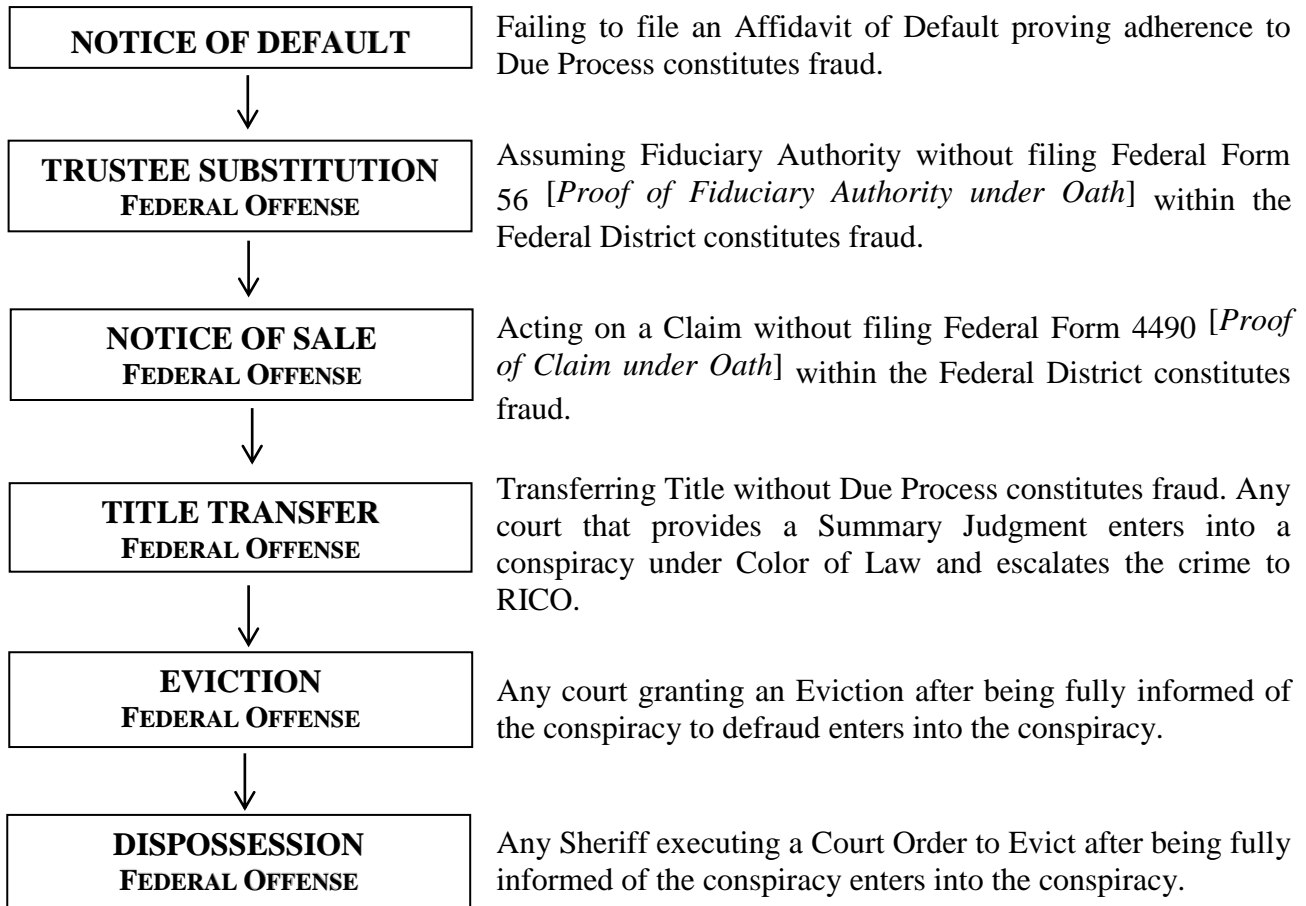 NOTICE OF DEFAULT
Failing to file an Affidavit of Default proving adherence to
Due Process constitutes fraud.
TRUSTEE SUBSTITUTION
FEDERAL OFFENSE
Assuming Fiduciary Authority without filing Federal Form
56 [Proof of Fiduciary Authority under Oath] within the
Federal District constitutes fraud.
NOTICE OF SALE
FEDERAL OFFENSE
Acting on a Claim without filing Federal Form 4490 [Proof
of Claim under Oath] within the Federal District constitutes
fraud.
TITLE TRANSFER
FEDERAL OFFENSE
Transferring Title without Due Process constitutes fraud. Any
court that provides a Summary Judgment enters into a
conspiracy under Color of Law and escalates the crime to
RICO.
EVICTION
FEDERAL OFFENSE
Any court granting an Eviction after being fully informed of
the conspiracy to defraud enters into the conspiracy.
DISPOSSESSION
FEDERAL OFFENSE
Any Sheriff executing a Court Order to Evict after being fully
informed of the conspiracy enters into the conspiracy.